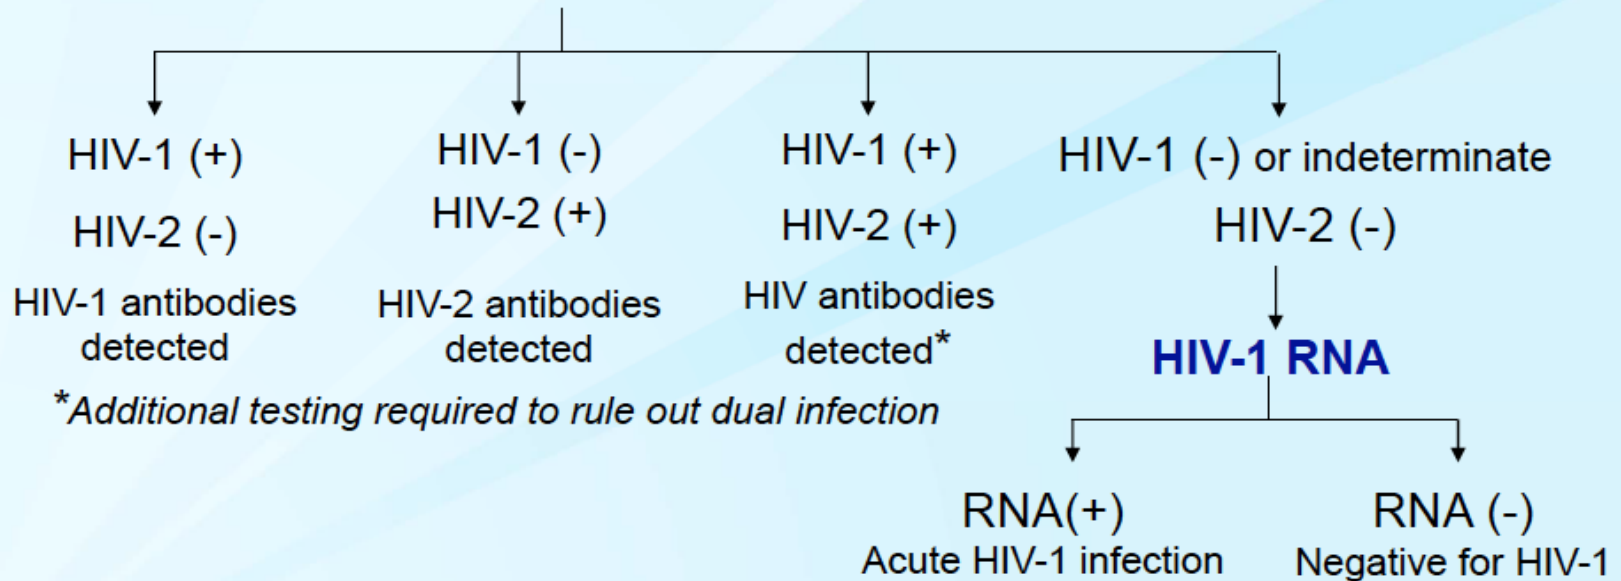 HIV-1 (+)
HIV-2 (-)
HIV-1 antibodies
detected
HIV-1 (-)
HIV-2 (+)
HIV-2 antibodies
detected
HIV-1 (+)
HIV-2 (+)
HIV antibodies
detected*
HIV-1 (-) or indeterminate
HIV-2 (-)
*Additional testing required to rule out dual infection
HIV-1 RNA
RNA(+)
Acute HIV-1 infection
RNA (-)
Negative for HIV-1